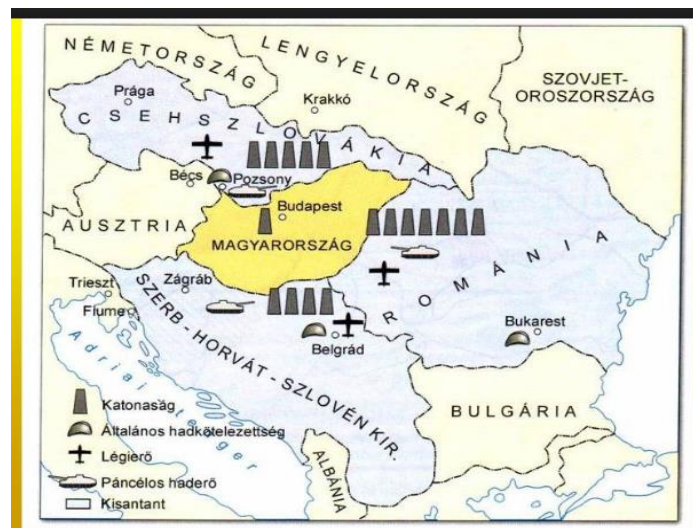 NÉMETORSZÁG
LENGYELORSZÁG
SZOVJET-
OROSZORSZÁG
Prága
Krakkó
CSEHSZLOVÁKIA
Bécs
Pozsony
Budapest
AUSZTRIA
MAGYARORSZÁG
ROMÁNIA
Trieszt
Zágráb
Fiume
SZERB-HORVÁT-SZLOVÉN KIR.
Belgrád
Bukarest
Adriai tenger
BULGÁRIA
ALBÁNIA
Katonaság
Általános hadkötelezettség
Légierő
Páncélos haderő
Kisantant